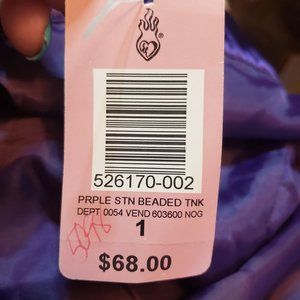 ®
526170-002
PRPLE STN BEADED TNK
DEPT 0054 VEND 603600 NOG
1
$68.00